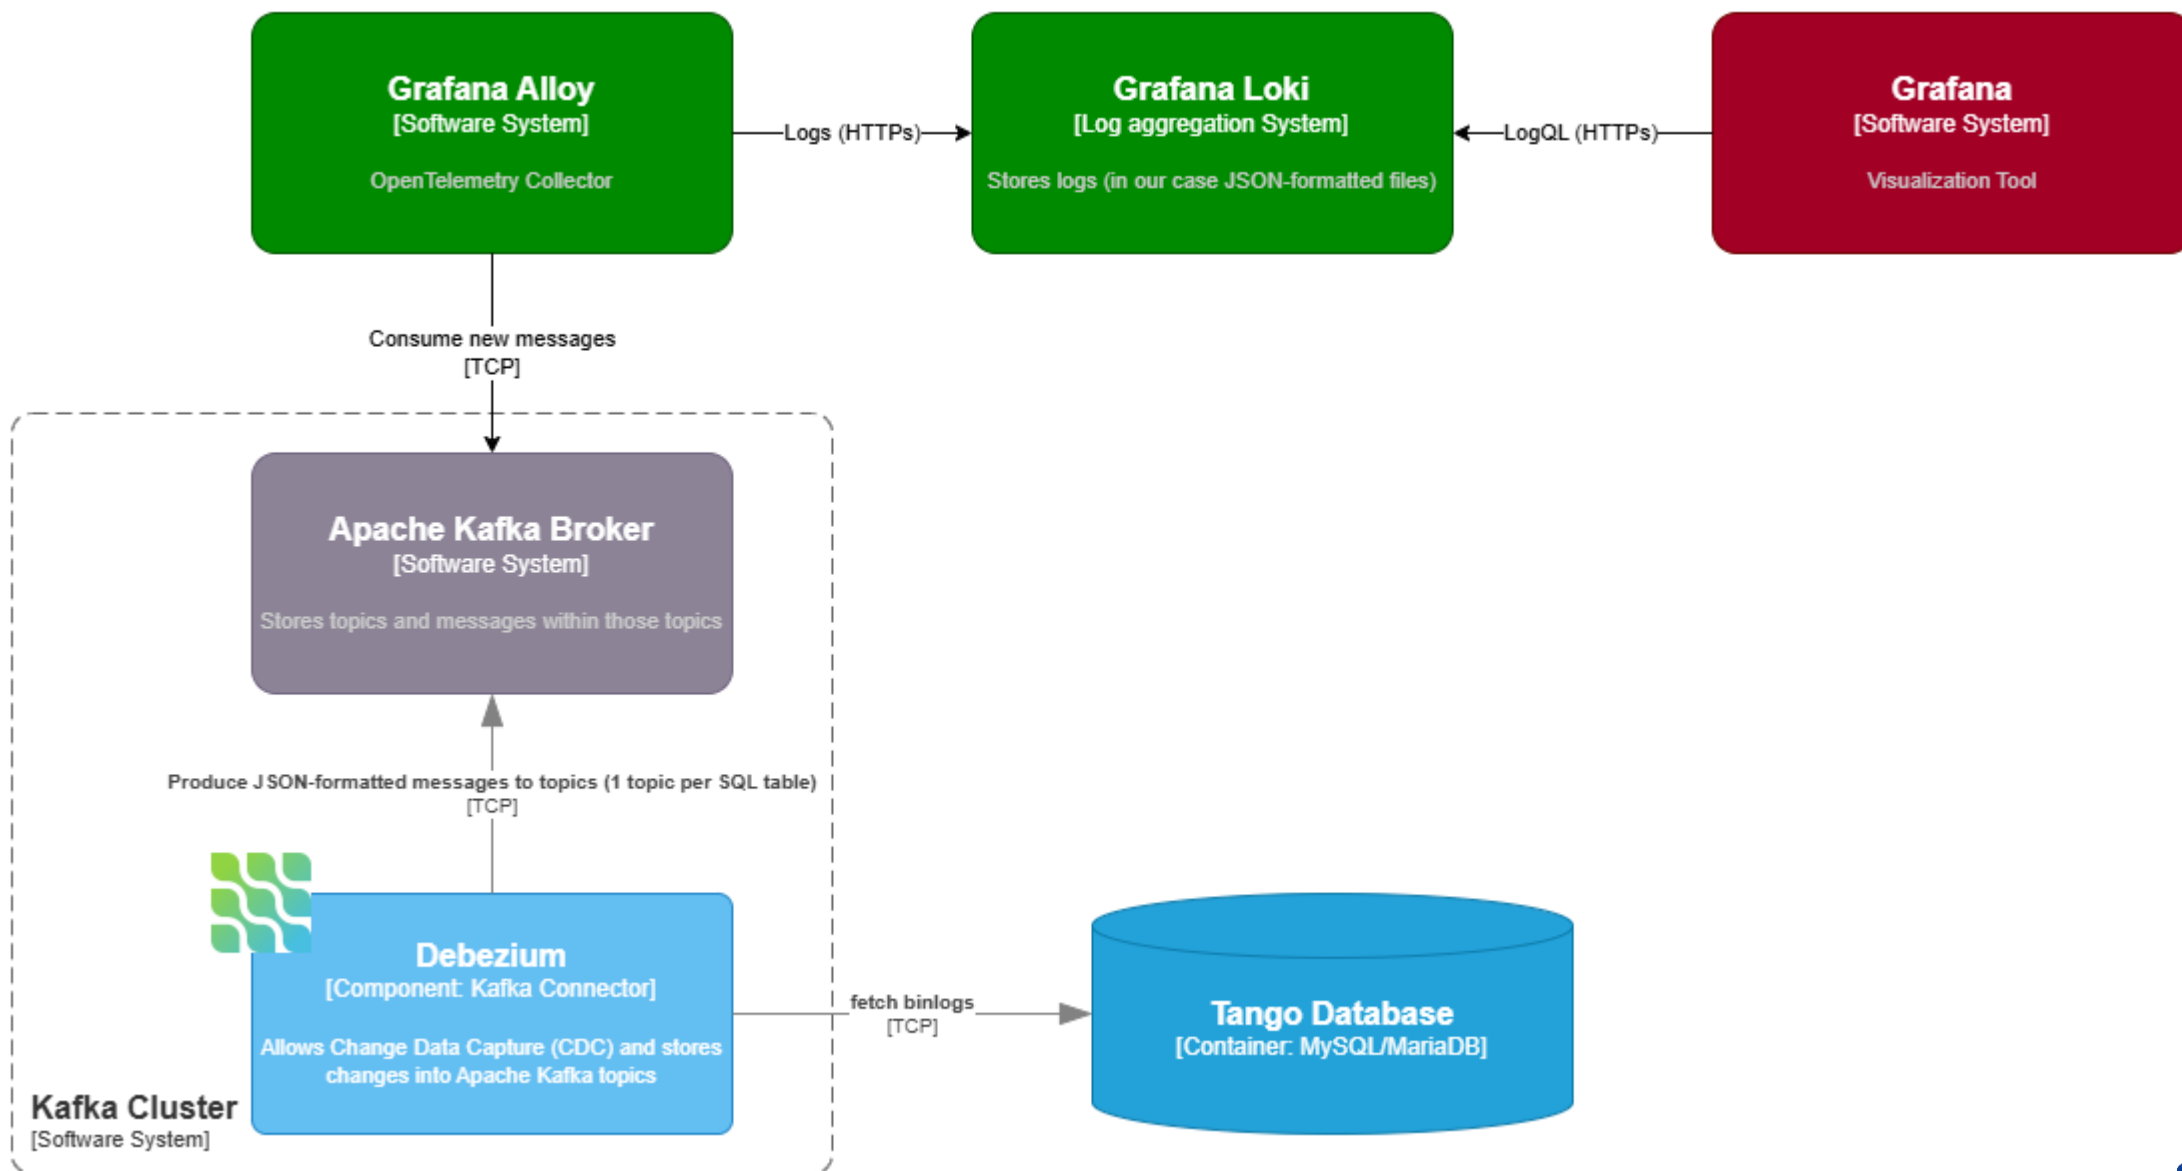 Grafana Alloy
[Software System]
OpenTelemetry Collector
Logs (HTTPs)
Grafana Loki
[Log aggregation System]
Stores logs (in our case JSON-formatted files)
LogQL (HTTPs)
Grafana
[Software System]
Visualization Tool
Consume new messages
[TCP]
Apache Kafka Broker
[Software System]
Stores topics and messages within those topics
Produce JSON-formatted messages to topics (1 topic per SQL table)
[TCP]
Debezium
[Component: Kafka Connector]
Allows Change Data Capture (CDC) and stores
changes into Apache Kafka topics
fetch binlogs
[TCP]
Tango Database
[Container: MySQL/MariaDB]
Kafka Cluster
[Software System]